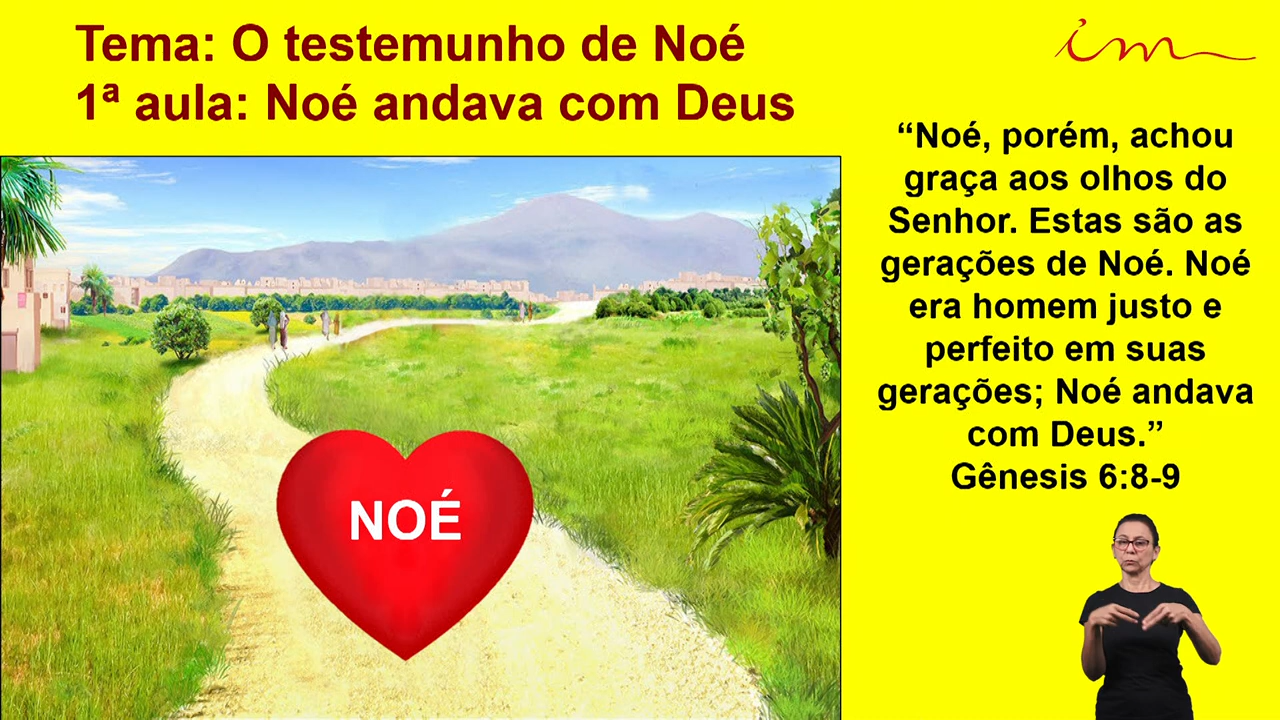 Tema: O testemunho de Noé
1ª aula: Noé andava com Deus
im
“Noé, porém, achou
graça aos olhos do
Senhor. Estas são as
gerações de Noé. Noé
era homem justo e
perfeito em suas
gerações; Noé andava
com Deus.”
Gênesis 6:8-9
NOÉ